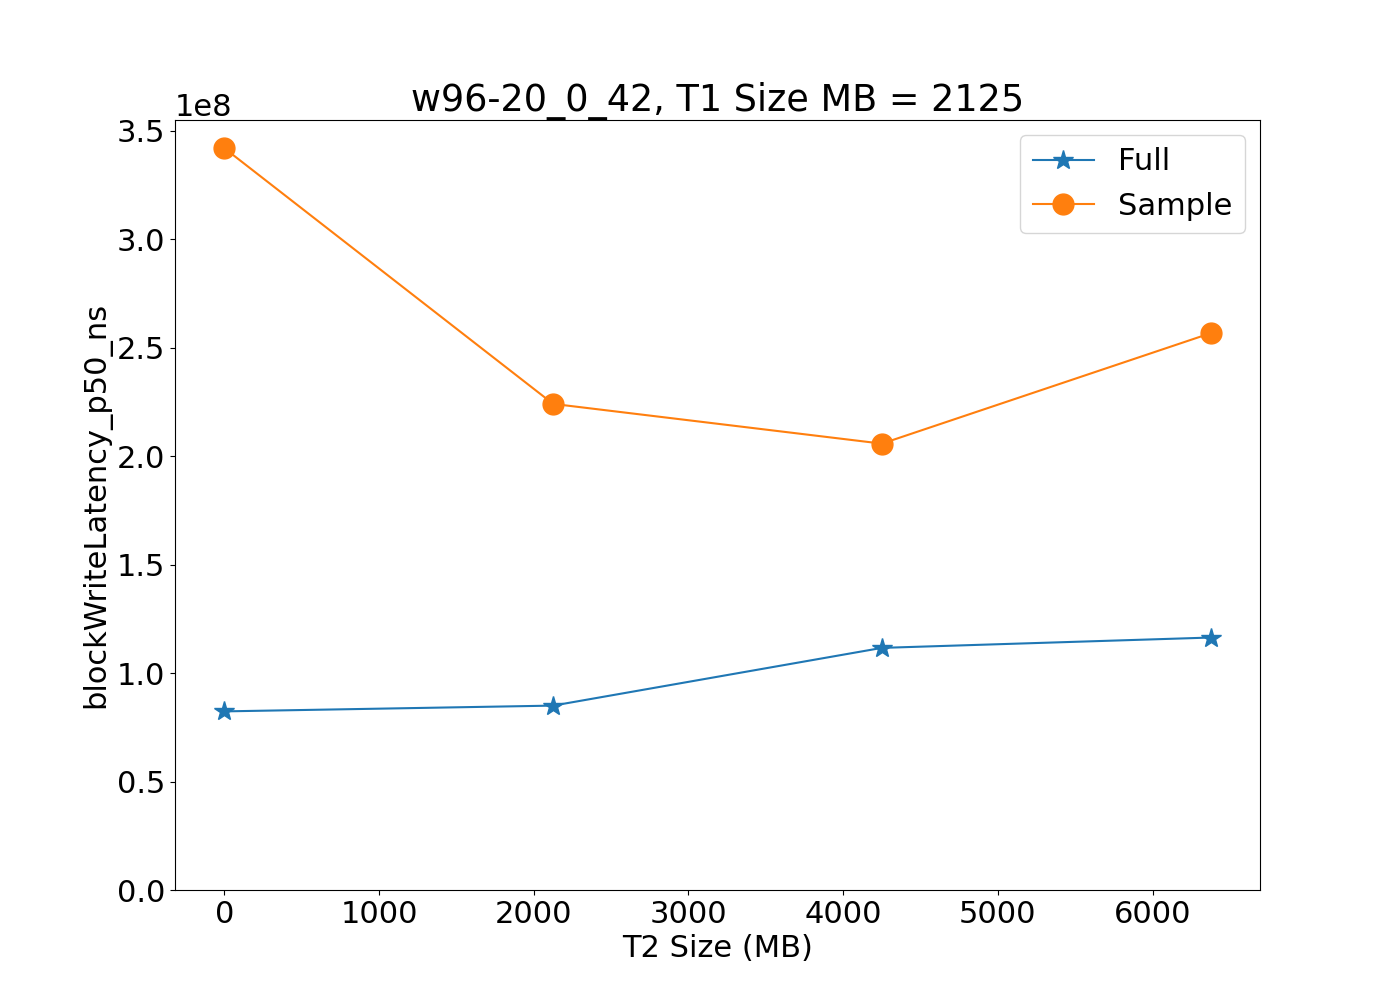 w96-20_0_42, T1 Size MB = 2125
1e8
3.5
3.0
2.5
2.0
1.5
1.0
0.5
0.0
blockWriteLatency_p50_ns
Full
Sample
0 1000 2000 3000 4000 5000 6000
T2 Size (MB)